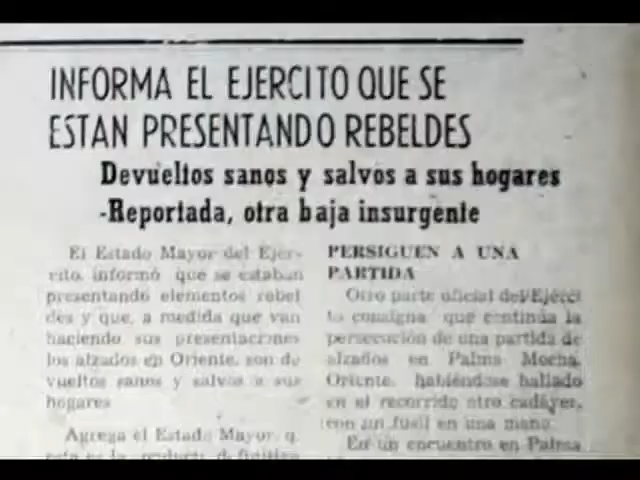 INFORMA EL EJERCITO QUE SE
ESTAN PRESENTANDO REBELDES
Devueltos sanos y salvos a sus hogares
-Reportada, otra baja insurgente
El Estado Mayor del Ejér-
cito, informó que se estaban
presentando elementos rebel
des y que, a medida que van
haciendo sus presentaciones
los alzados en Oriente, son de
vueltos sanos y salvos a sus
hogares
Agrega el Estado Mayor, q
PERSIGUEN A UNA
PARTIDA
Otro parte oficial del Ejérci
to consigna que continúa la
persecución de una partida de
alzados en Palma Mocha,
Oriente, habiéndose hallado
en el recorrido otro cadáver,
con un fusil en una mano.
En un encuentro en Palma